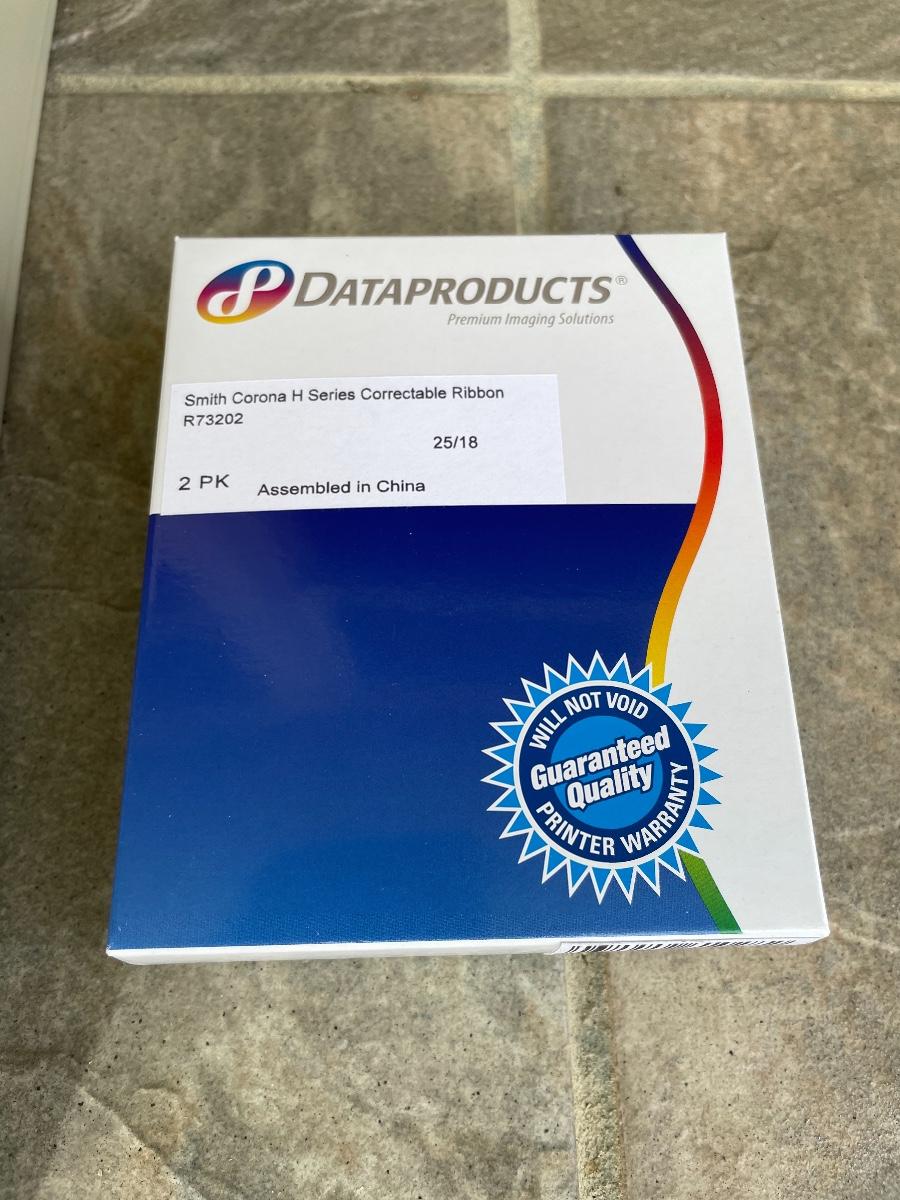 DATAPRODUCTS®
Premium Imaging Solutions
Smith Corona H Series Correctable Ribbon
R73202
25/18
2 PK Assembled in China
WILL NOT VOID
Guaranteed
Quality
PRINTER WARRANTY